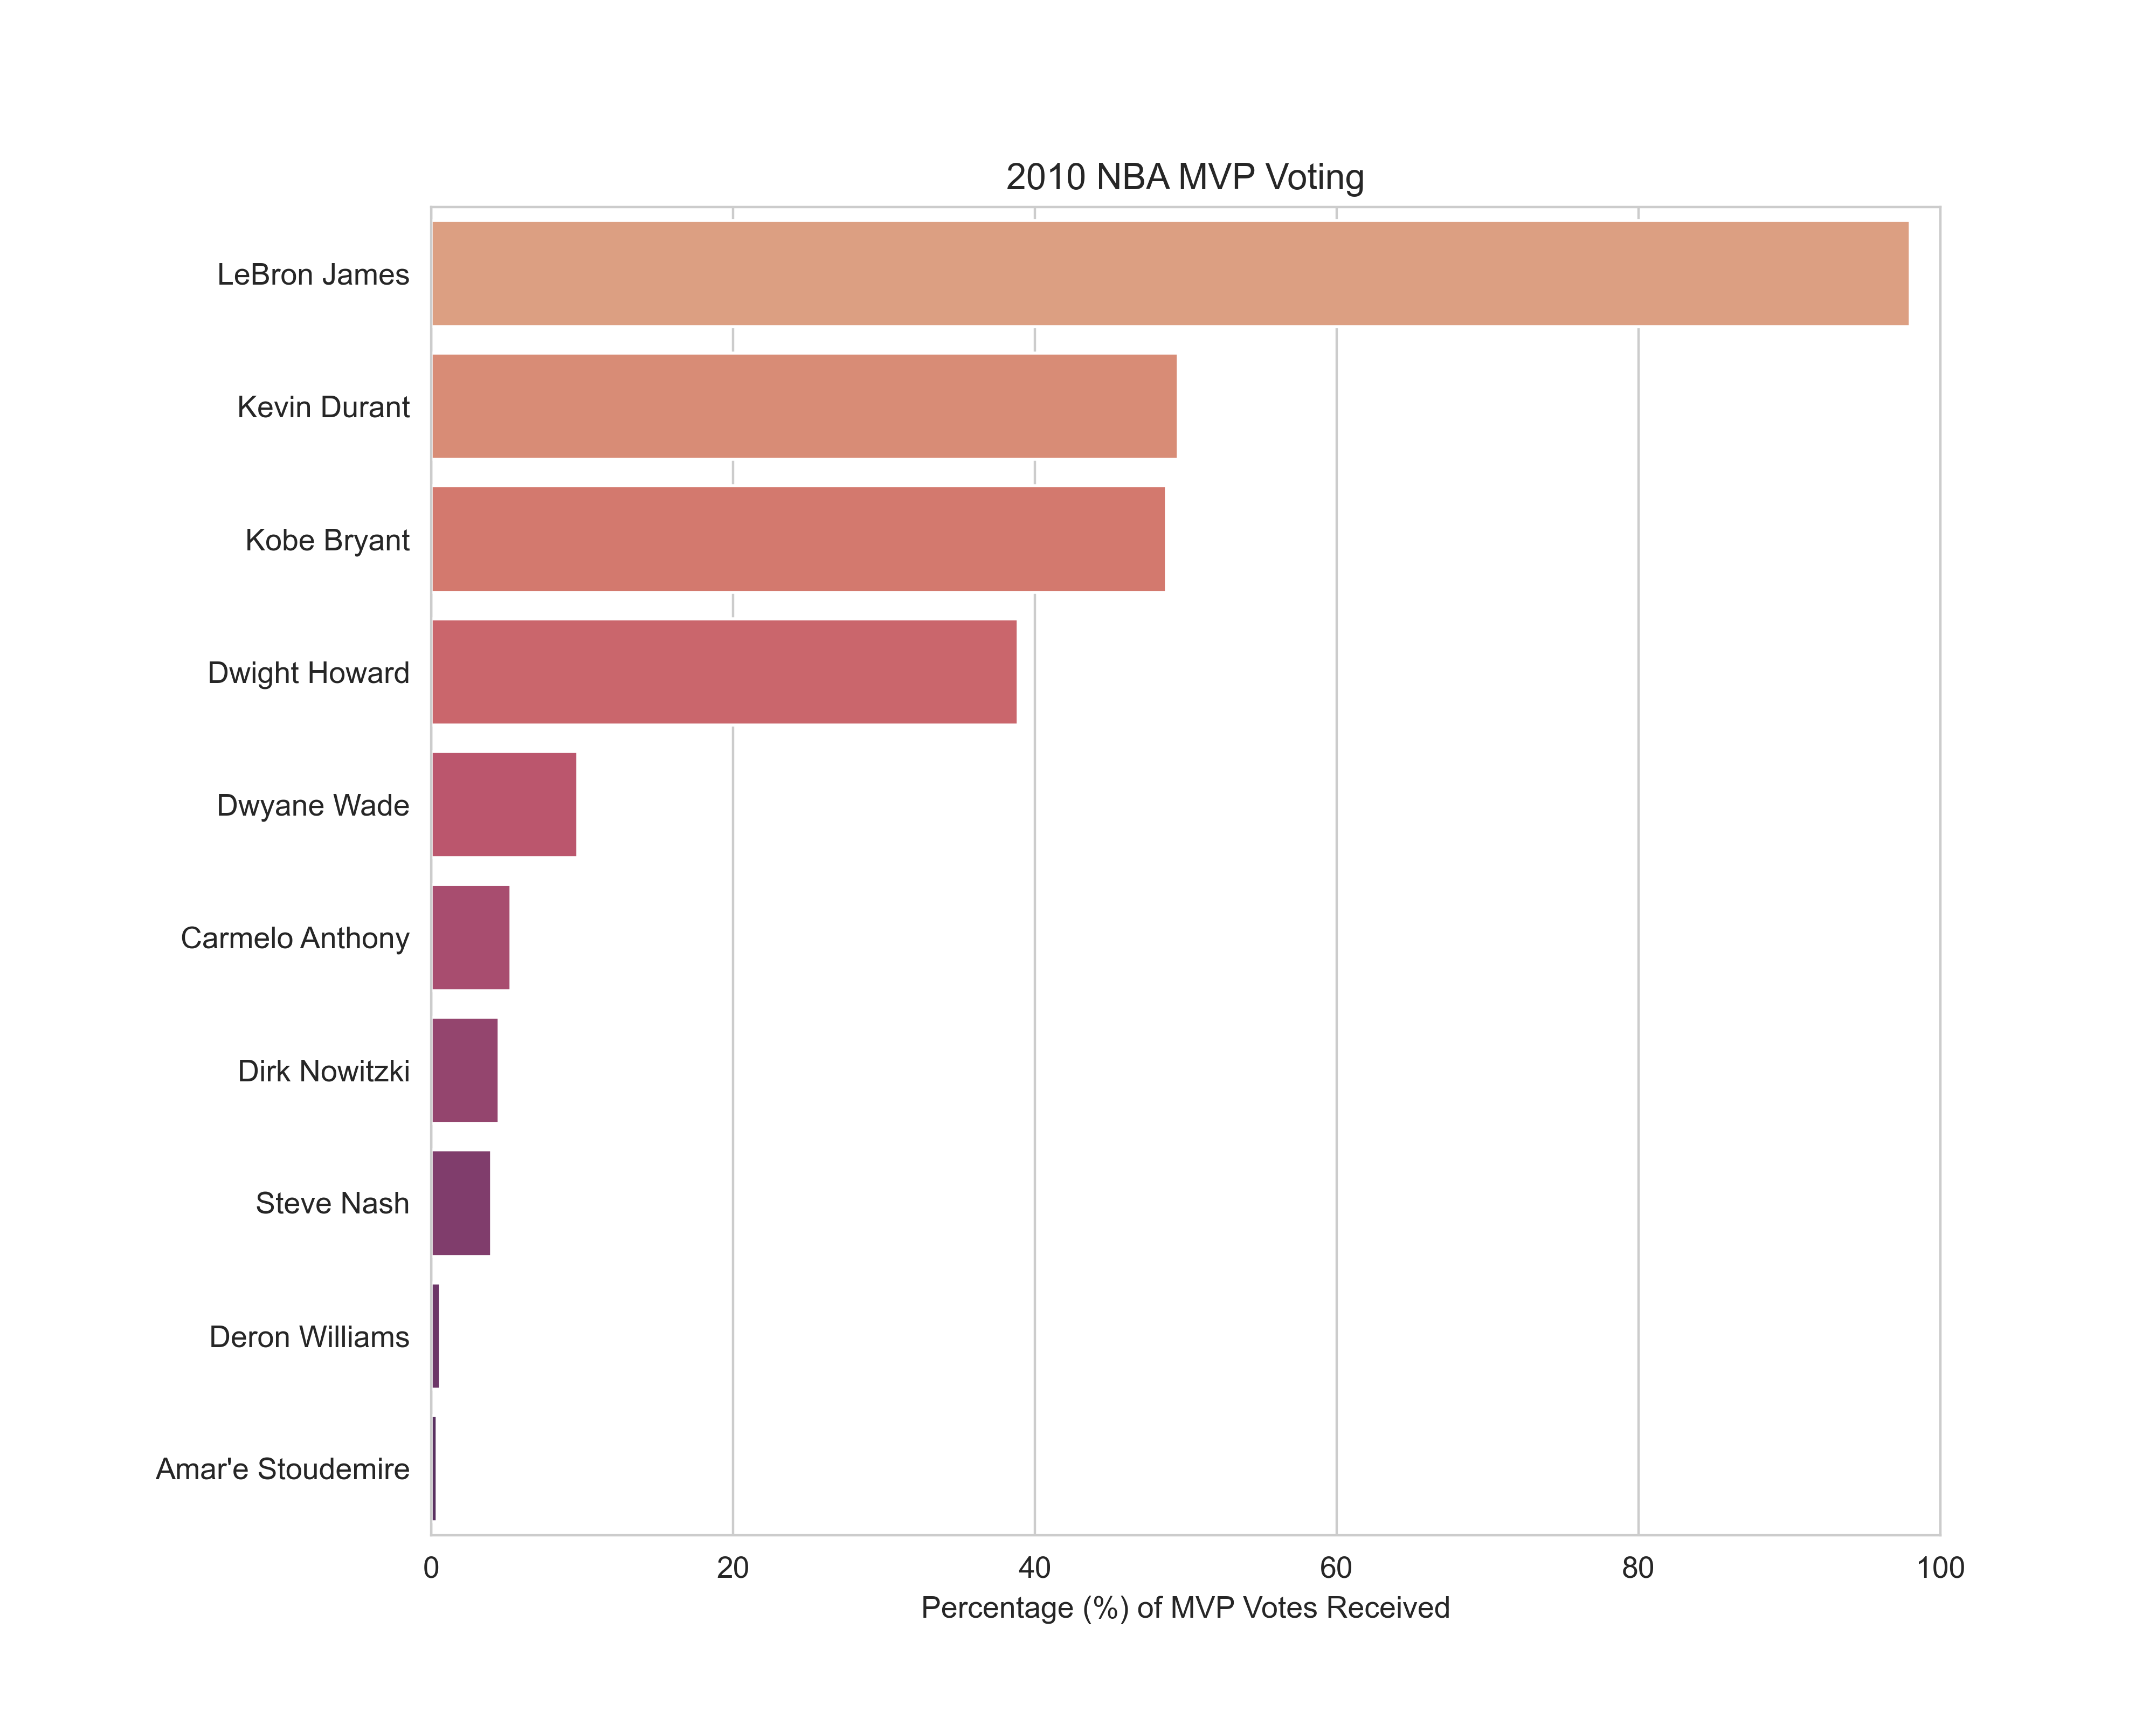 2010 NBA MVP Voting
LeBron James
Kevin Durant
Kobe Bryant
Dwight Howard
Dwyane Wade
Carmelo Anthony
Dirk Nowitzki
Steve Nash
Deron Williams
Amar'e Stoudemire
0 20 40 60 80 100
Percentage (%) of MVP Votes Received